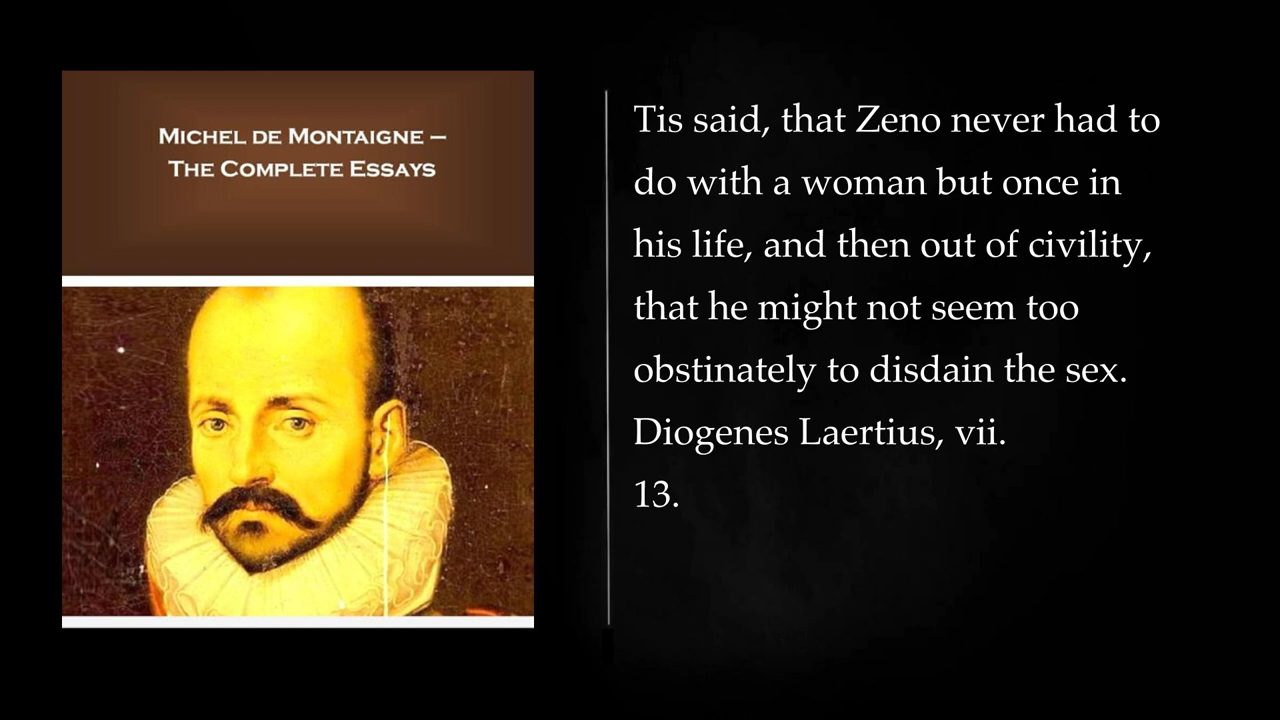 MICHEL DE MONTAIGNE –
THE COMPLETE ESSAYS
Tis said, that Zeno never had to
do with a woman but once in
his life, and then out of civility,
that he might not seem too
obstinately to disdain the sex.
Diogenes Laertius, vii.
13.